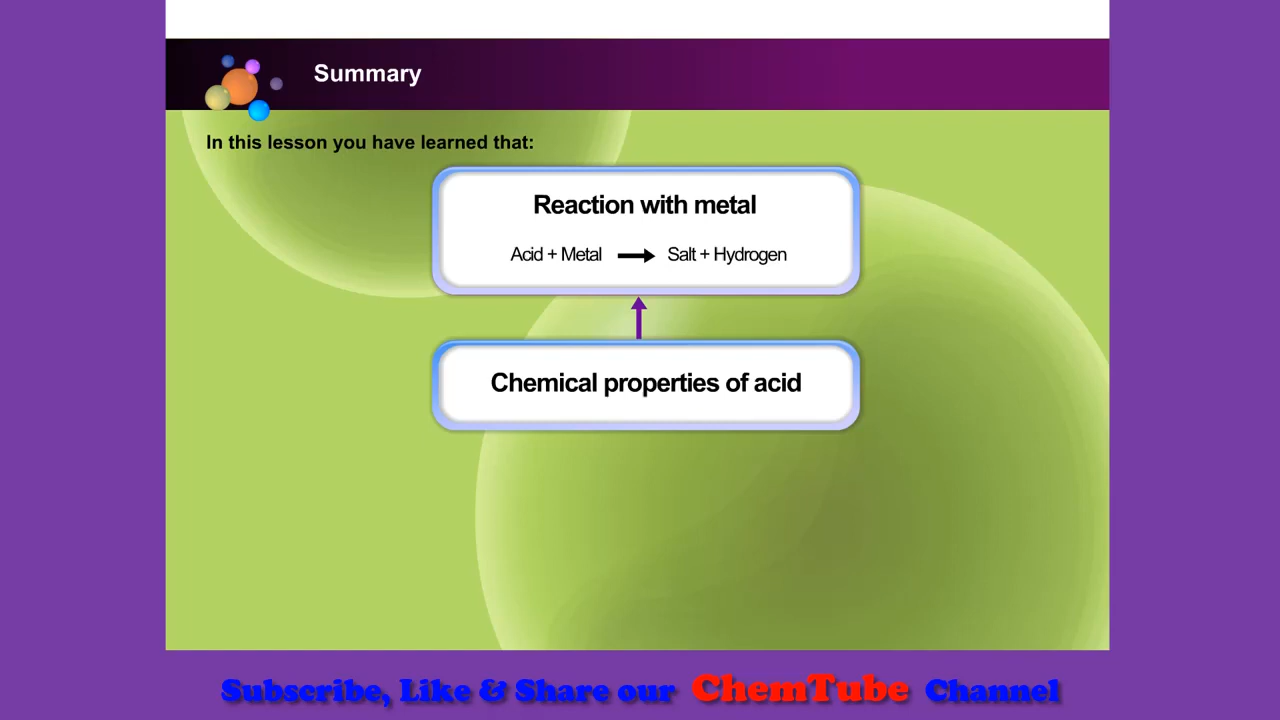 Summary
In this lesson you have learned that:
Reaction with metal
Acid + Metal ⟶ Salt + Hydrogen
Chemical properties of acid
Subscribe, Like & Share our ChemTube Channel